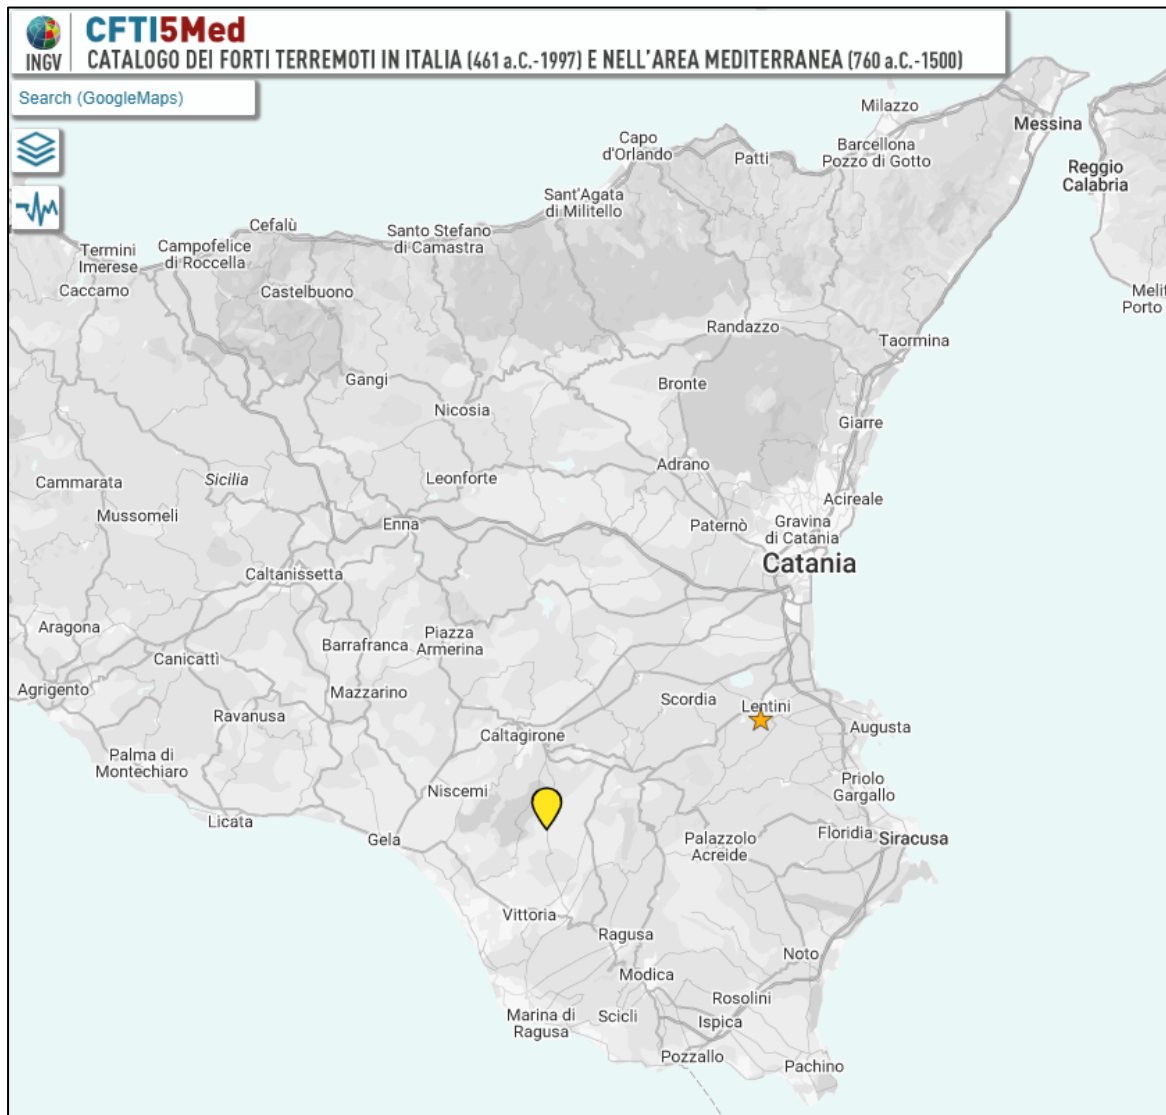 CFTI5Med
INGV
CATALOGO DEI FORTI TERREMOTI IN ITALIA (461 a.C.-1997) E NELL'AREA MEDITERRANEA (760 a.C.-1500)
Search (GoogleMaps)
Milazzo
Messina
Capo
d'Orlando
Patti
Barcellona
Pozzo di Gotto
Reggio
Calabria
Sant'Agata
di Militello
Cefalù
Santo Stefano
di Camastra
Termini
Imerese
Campofelice
di Roccella
Caccamo
Castelbuono
Melit
Porto
Randazzo
Taormina
Gangi
Bronte
Nicosia
Giarre
Adrano
Cammarata
Sicilia
Leonforte
Acireale
Mussomeli
Enna
Paternò
Gravina
di Catania
Catania
Caltanissetta
Aragona
Piazza
Armerina
Barrafranca
Canicattì
Agrigento
Mazzarino
Scordia
Lentini
Ravanusa
Caltagirone
Augusta
Palma di
Montechiaro
Niscemi
Priolo
Gargallo
Licata
Gela
Palazzolo
Acreide
Floridia
Siracusa
Vittoria
Ragusa
Noto
Modica
Rosolini
Marina di
Ragusa
Scicli
Ispica
Pozzallo
Pachino